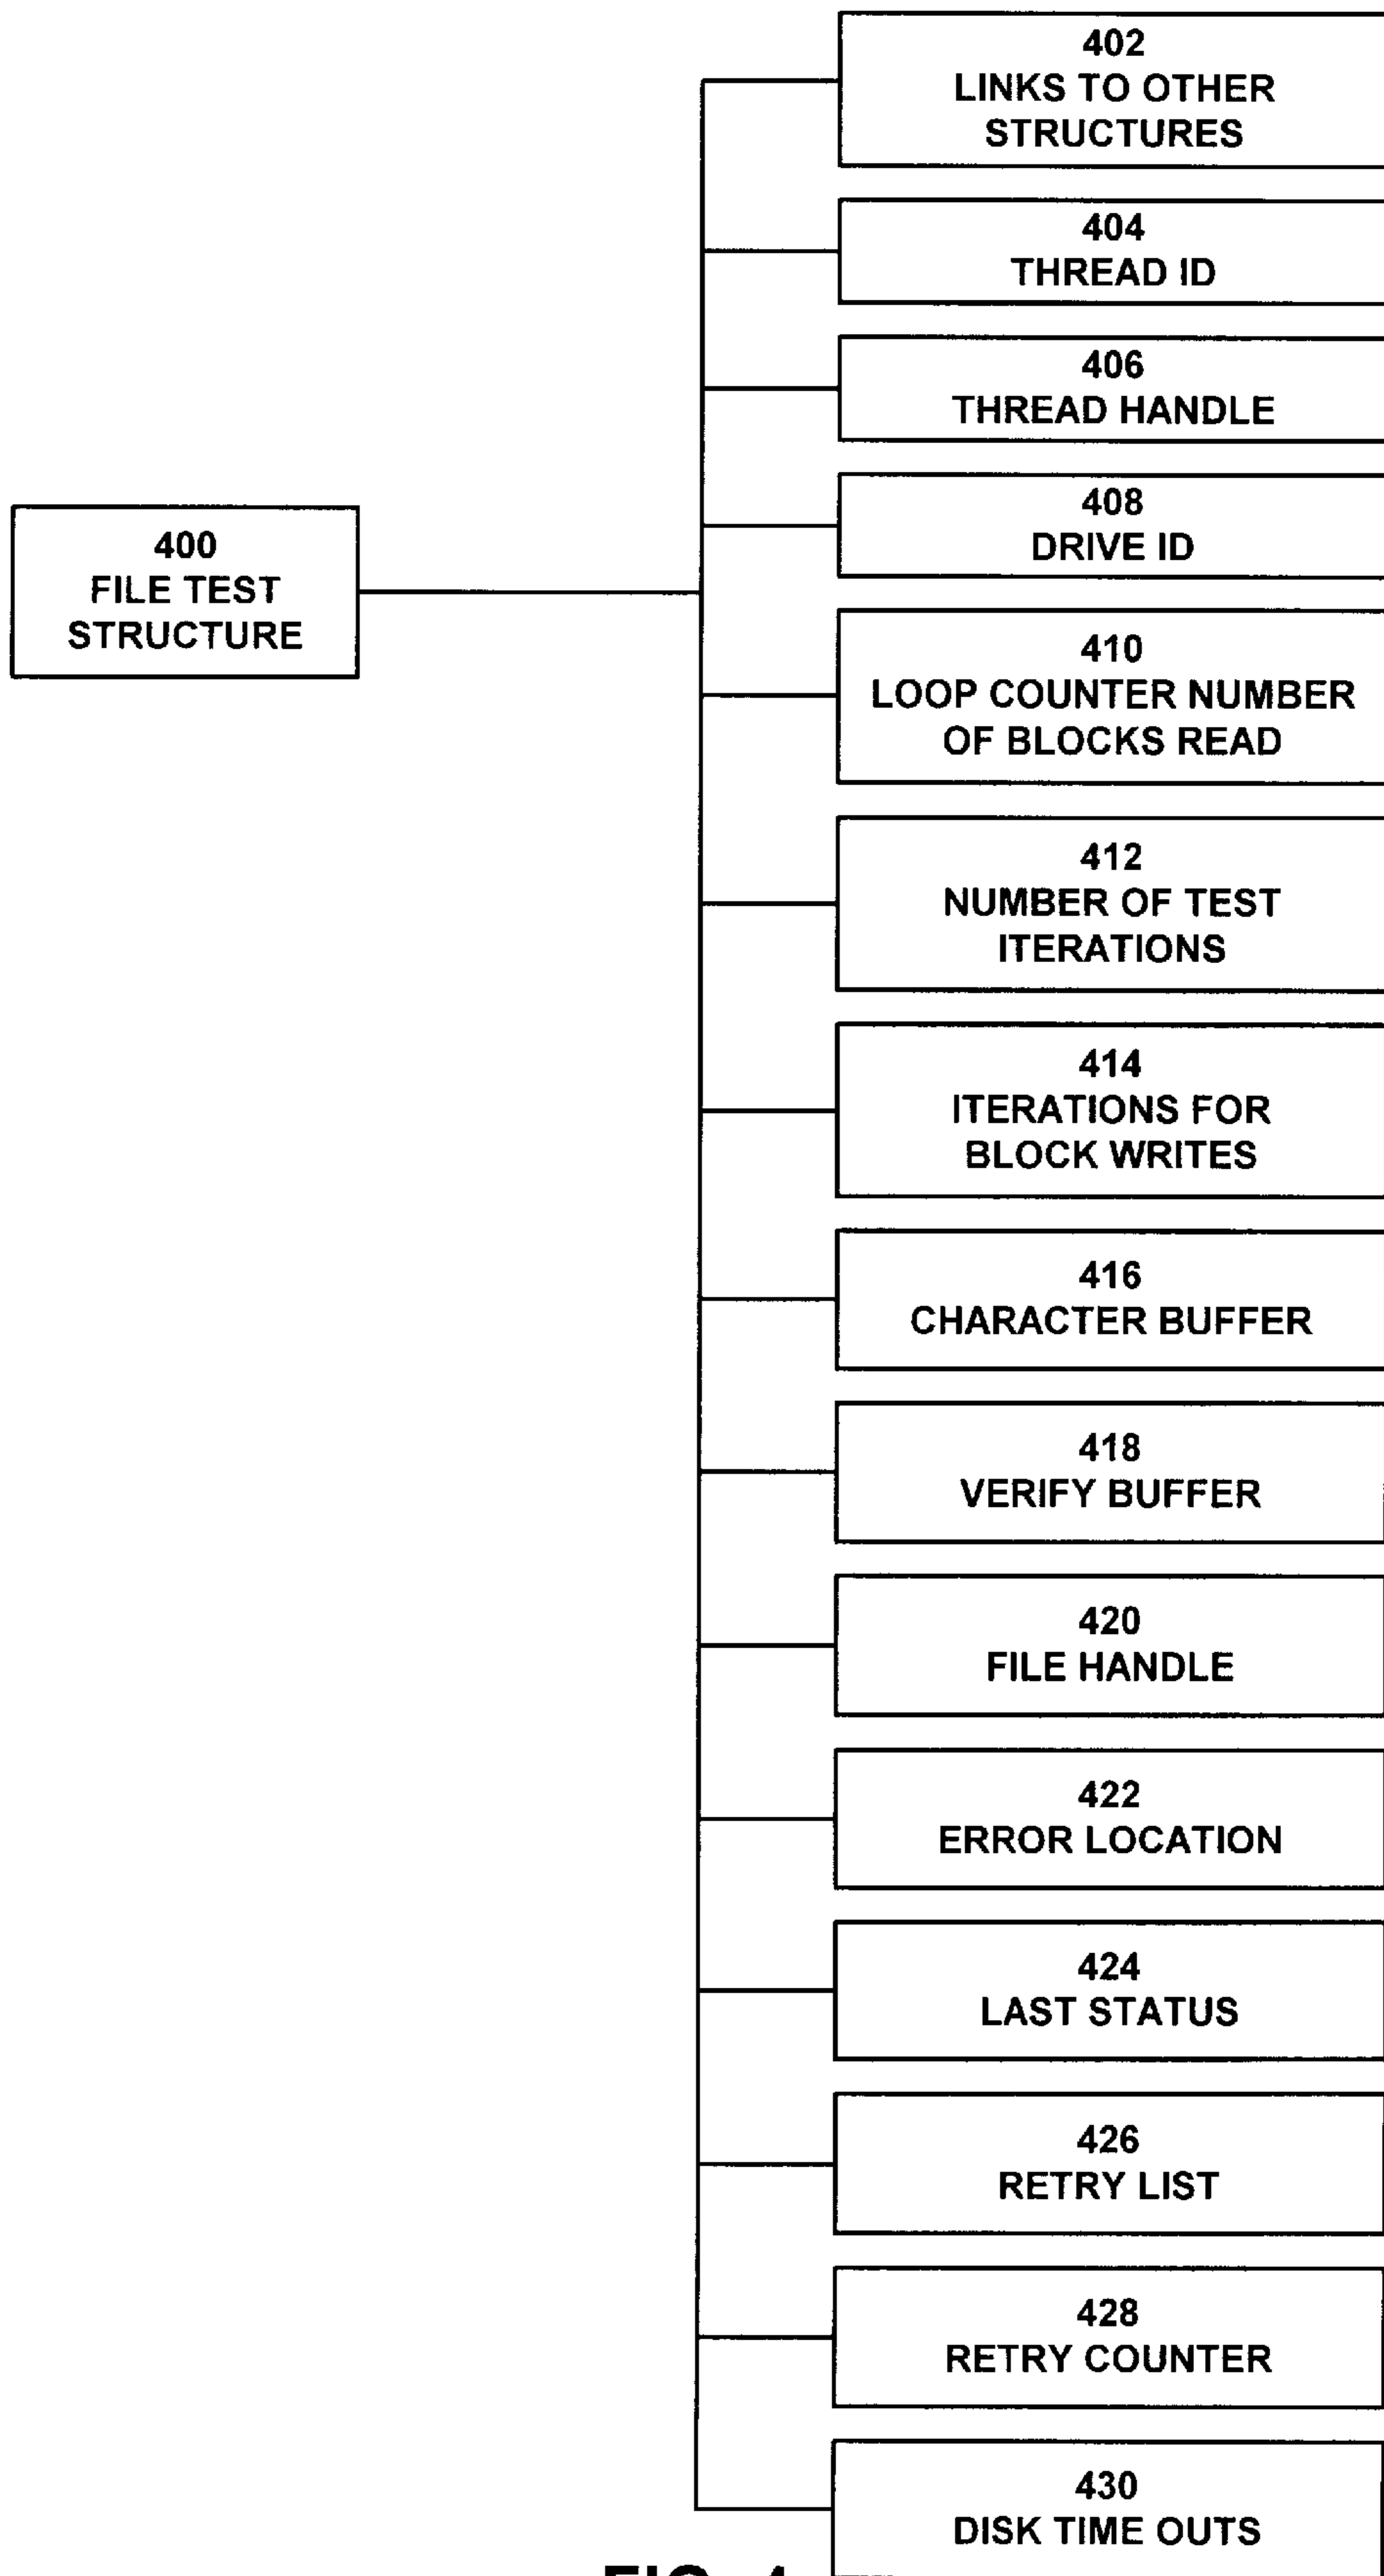 402
LINKS TO OTHER
STRUCTURES
404
THREAD ID
406
THREAD HANDLE
408
DRIVE ID
400
FILE TEST
STRUCTURE
410
LOOP COUNTER NUMBER
OF BLOCKS READ
412
NUMBER OF TEST
ITERATIONS
414
ITERATIONS FOR
BLOCK WRITES
416
CHARACTER BUFFER
418
VERIFY BUFFER
420
FILE HANDLE
422
ERROR LOCATION
424
LAST STATUS
426
RETRY LIST
428
RETRY COUNTER
430
DISK TIME OUTS